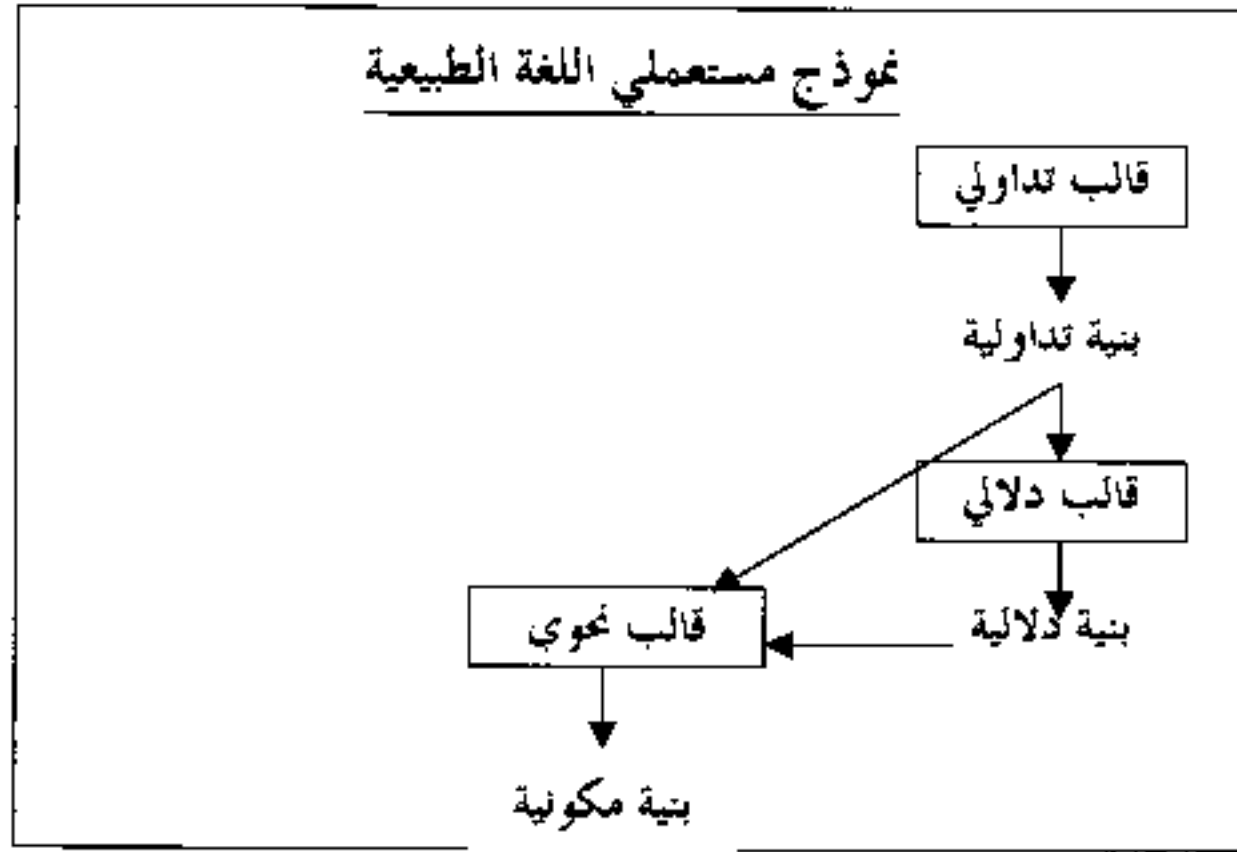 نموذج مستعملي اللغة الطبيعية
قالب تداولي
بنية تداولية
قالب دلالي
بنية دلالية
قالب نحوي
بنية مكونية